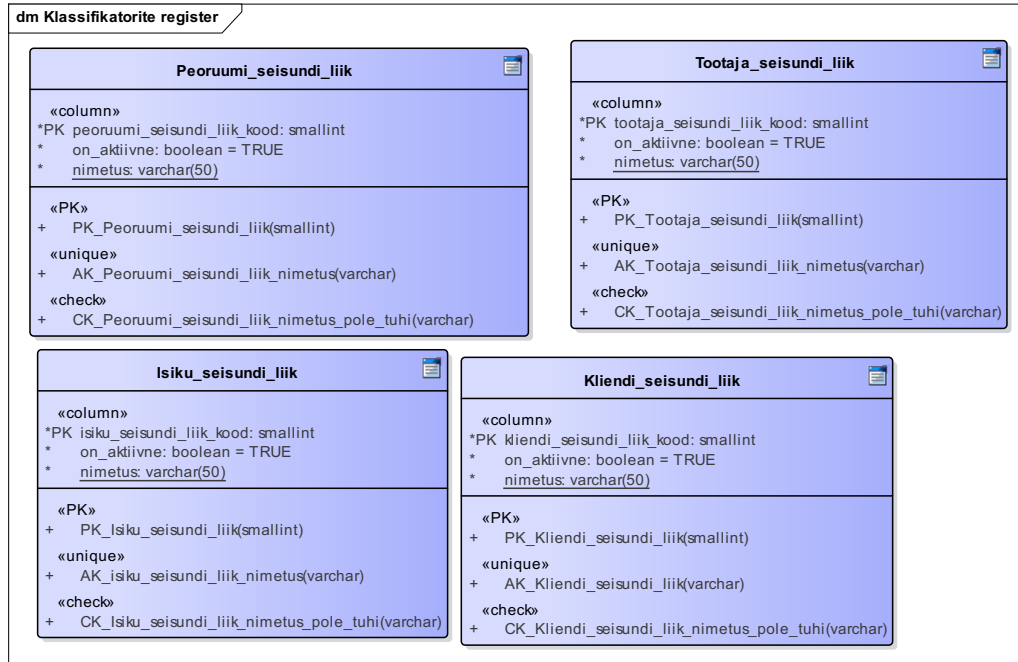 dm Klassifikatorite register
Peoruumi_seisundi_liik
«column»
*PK peoruumi_seisundi_liik_kood: smallint
* on_aktiivne: boolean = TRUE
* nimetus: varchar(50)
«PK»
+ PK_Peoruumi_seisundi_liik(smallint)
«unique»
+ AK_Peoruumi_seisundi_liik_nimetus(varchar)
«check»
+ CK_Peoruumi_seisundi_liik_nimetus_pole_tuhi(varchar)
Tootaja_seisundi_liik
«column»
*PK tootaja_seisundi_liik_kood: smallint
* on_aktiivne: boolean = TRUE
* nimetus: varchar(50)
«PK»
+ PK_Tootaja_seisundi_liik(smallint)
«unique»
+ AK_Tootaja_seisundi_liik_nimetus(varchar)
«check»
+ CK_Tootaja_seisundi_liik_nimetus_pole_tuhi(varchar)
Isiku_seisundi_liik
«column»
*PK isiku_seisundi_liik_kood: smallint
* on_aktiivne: boolean = TRUE
* nimetus: varchar(50)
«PK»
+ PK_Isiku_seisundi_liik(smallint)
«unique»
+ AK_isiku_seisundi_liik_nimetus(varchar)
«check»
+ CK_Isiku_seisundi_liik_nimetus_pole_tuhi(varchar)
Kliendi_seisundi_liik
«column»
*PK kliendi_seisundi_liik_kood: smallint
* on_aktiivne: boolean = TRUE
* nimetus: varchar(50)
«PK»
+ PK_Kliendi_seisundi_liik(smallint)
«unique»
+ AK_Kliendi_seisundi_liik(varchar)
«check»
+ CK_Kliendi_seisundi_liik_nimetus_pole_tuhi(varchar)